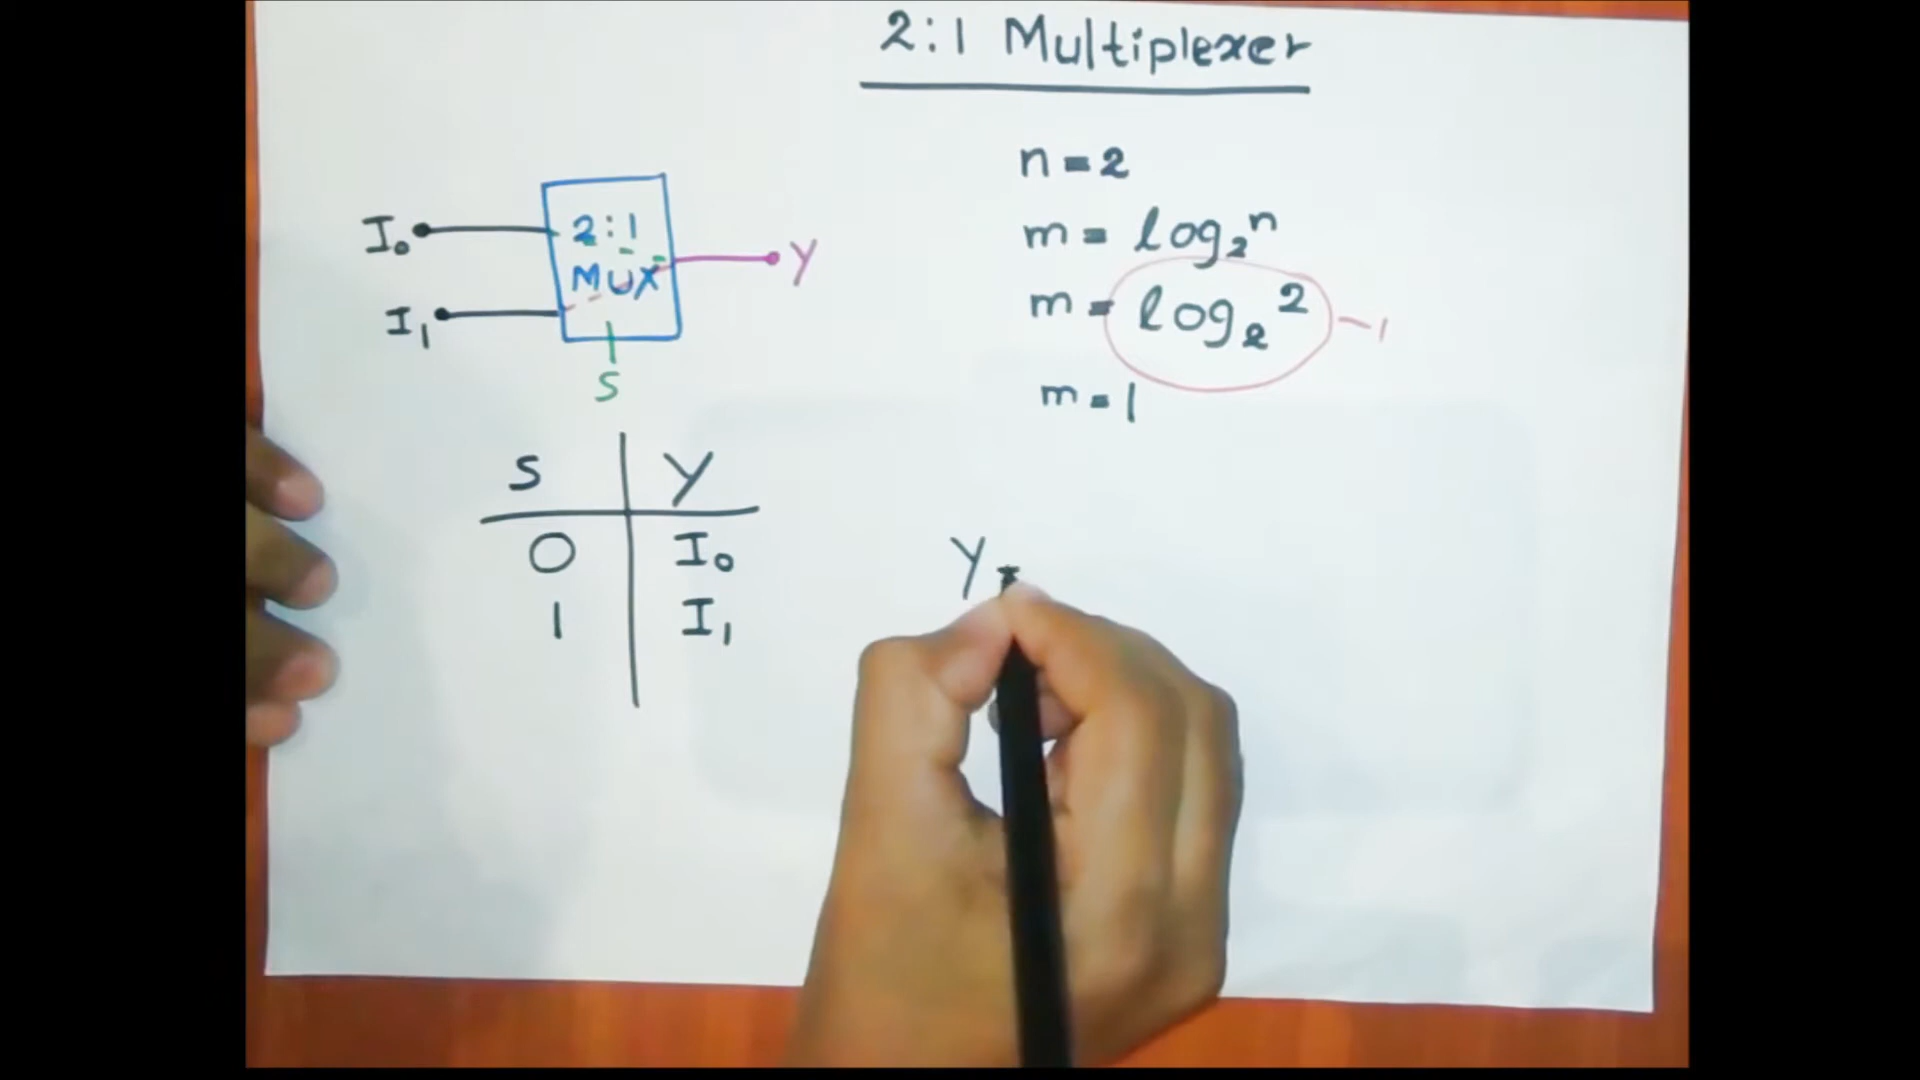 2:1 Multiplexer
n = 2
m = log₂ⁿ
m = log₂² - 1
m = 1
I₀
2:1
MUX
Y
I₁
S
S Y
0 I₀
1 I₁
Y =